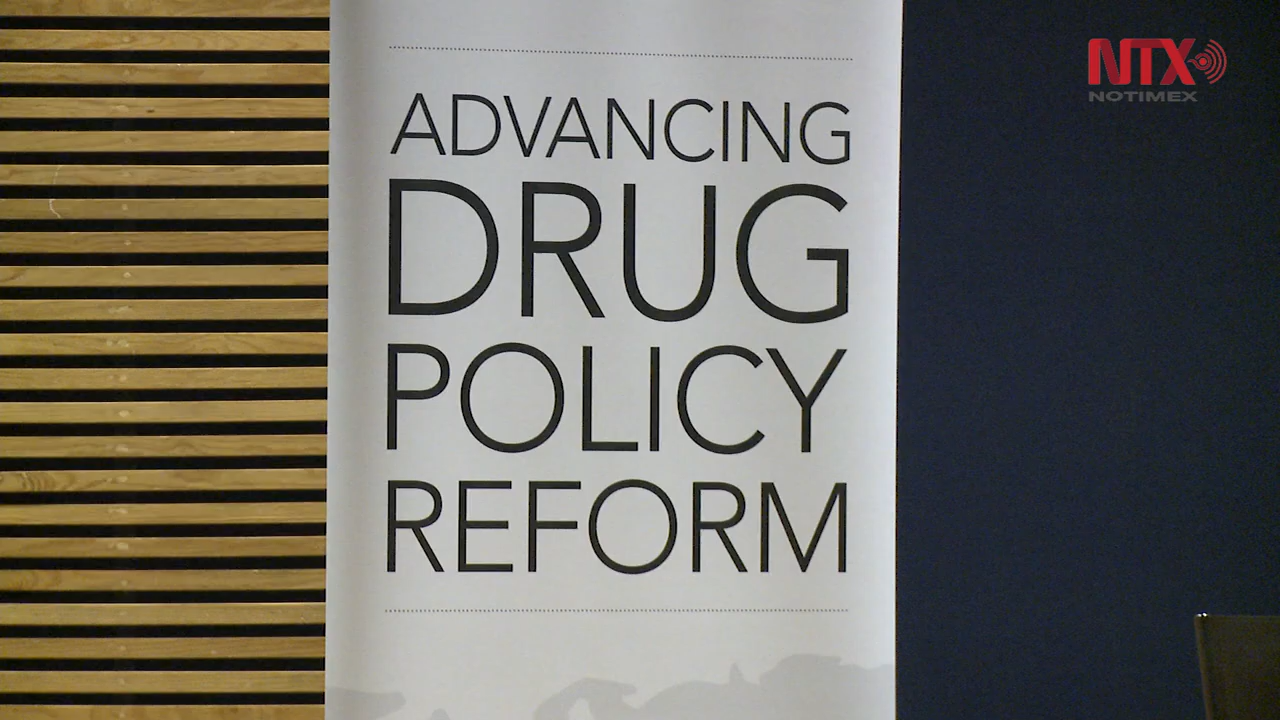 ADVANCING
DRUG
POLICY
REFORM
NTX
NOTIMEX